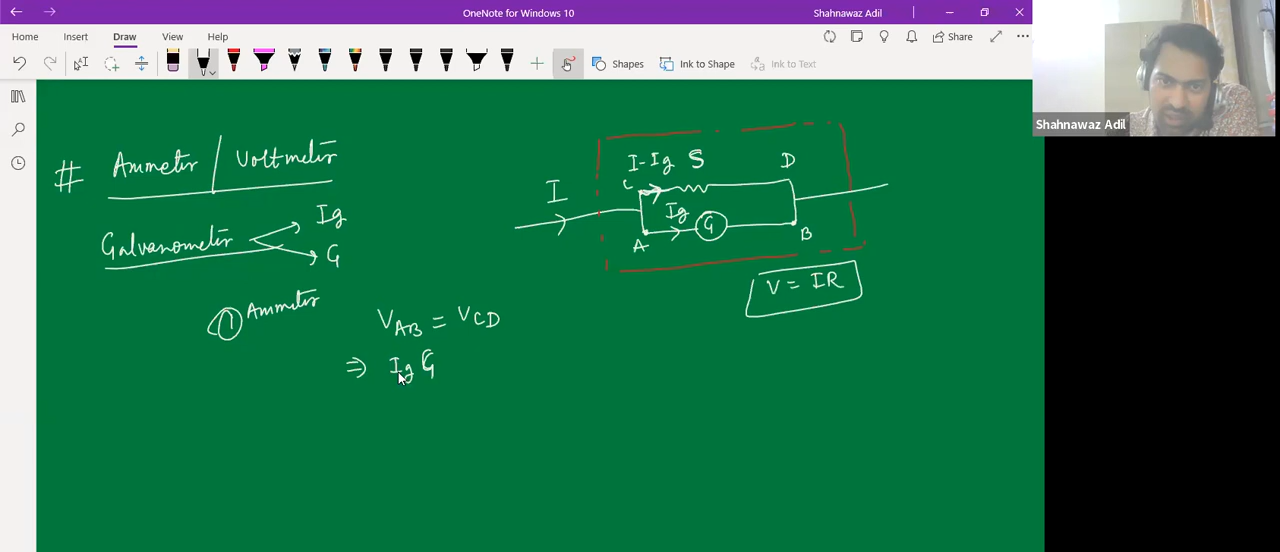 OneNote for Windows 10
Shahnawaz Adil
Home Insert Draw View Help
Share
Shapes
Ink to Shape
Ink to Text
Shahnawaz Adil
# Ammeter / Voltmeter
Galvanometer
Ig
G
① Ammeter
VAB = VCD
⇒ Ig G
I
I-Ig S D
C
Ig G
A B
V = IR